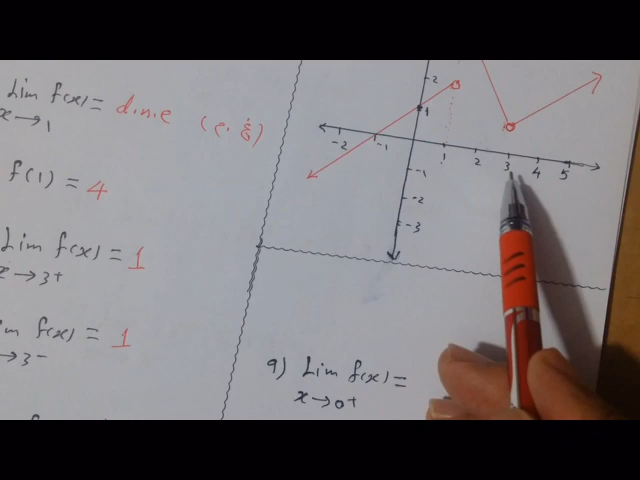 Lim f(x) = d.n.e (غ.م)
x→1
f(1) = 4
Lim f(x) = 1
x→3+
Lim f(x) = 1
x→3-
2
1
-2 -1 1 2 3 4 5
-1
-2
-3
9) Lim f(x) =
x→0+